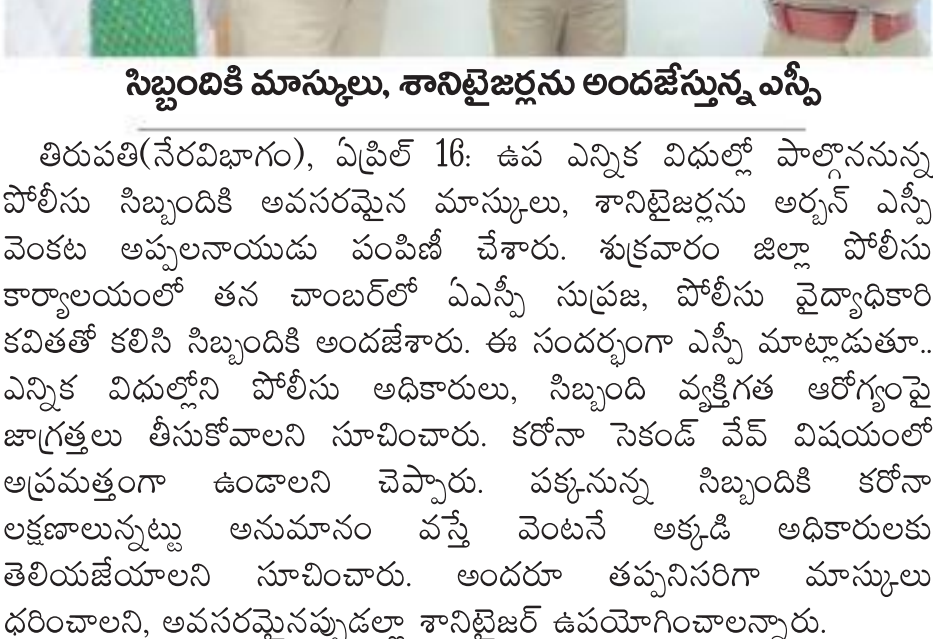 సిబ్బందికి మాస్కులు, శానిటైజర్లను అందజేస్తున్న ఎస్పీ
తిరుపతి(నేరవిభాగం), ఏప్రిల్ 16: ఉప ఎన్నిక విధుల్లో పాల్గొననున్న
పోలీసు సిబ్బందికి అవసరమైన మాస్కులు, శానిటైజర్లను అర్బన్ ఎస్పీ
వెంకట అప్పలనాయుడు పంపిణీ చేశారు. శుక్రవారం జిల్లా పోలీసు
కార్యాలయంలో తన చాంబర్‌లో ఏఎస్పీ సుప్రజ, పోలీసు వైద్యాధికారి
కవితతో కలిసి సిబ్బందికి అందజేశారు. ఈ సందర్భంగా ఎస్పీ మాట్లాడుతూ..
ఎన్నిక విధుల్లోని పోలీసు అధికారులు, సిబ్బంది వ్యక్తిగత ఆరోగ్యంపై
జాగ్రత్తలు తీసుకోవాలని సూచించారు. కరోనా సెకండ్ వేవ్ విషయంలో
అప్రమత్తంగా ఉండాలని చెప్పారు. పక్కనున్న సిబ్బందికి కరోనా
లక్షణాలున్నట్టు అనుమానం వస్తే వెంటనే అక్కడి అధికారులకు
తెలియజేయాలని సూచించారు. అందరూ తప్పనిసరిగా మాస్కులు
ధరించాలని, అవసరమైనప్పుడల్లా శానిటైజర్ ఉపయోగించాలన్నారు.